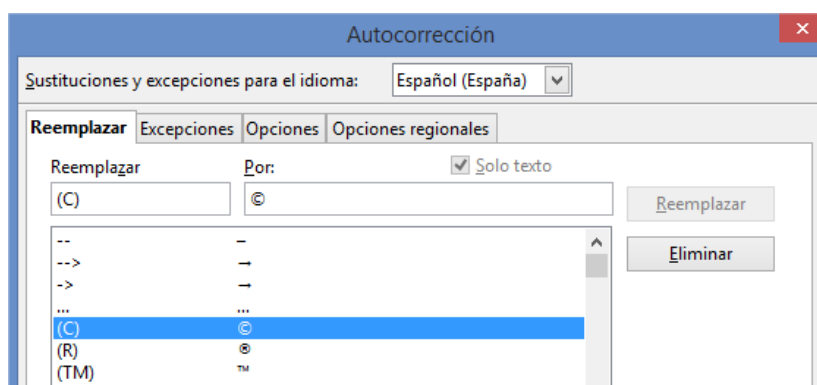 Autocorrección
Sustituciones y excepciones para el idioma: Español (España)
Reemplazar Excepciones Opciones Opciones regionales
Reemplazar Por: Solo texto
(C) © Reemplazar
-- –
--> →
-> →
... …
(C) ©
(R) ®
(TM) ™
Eliminar